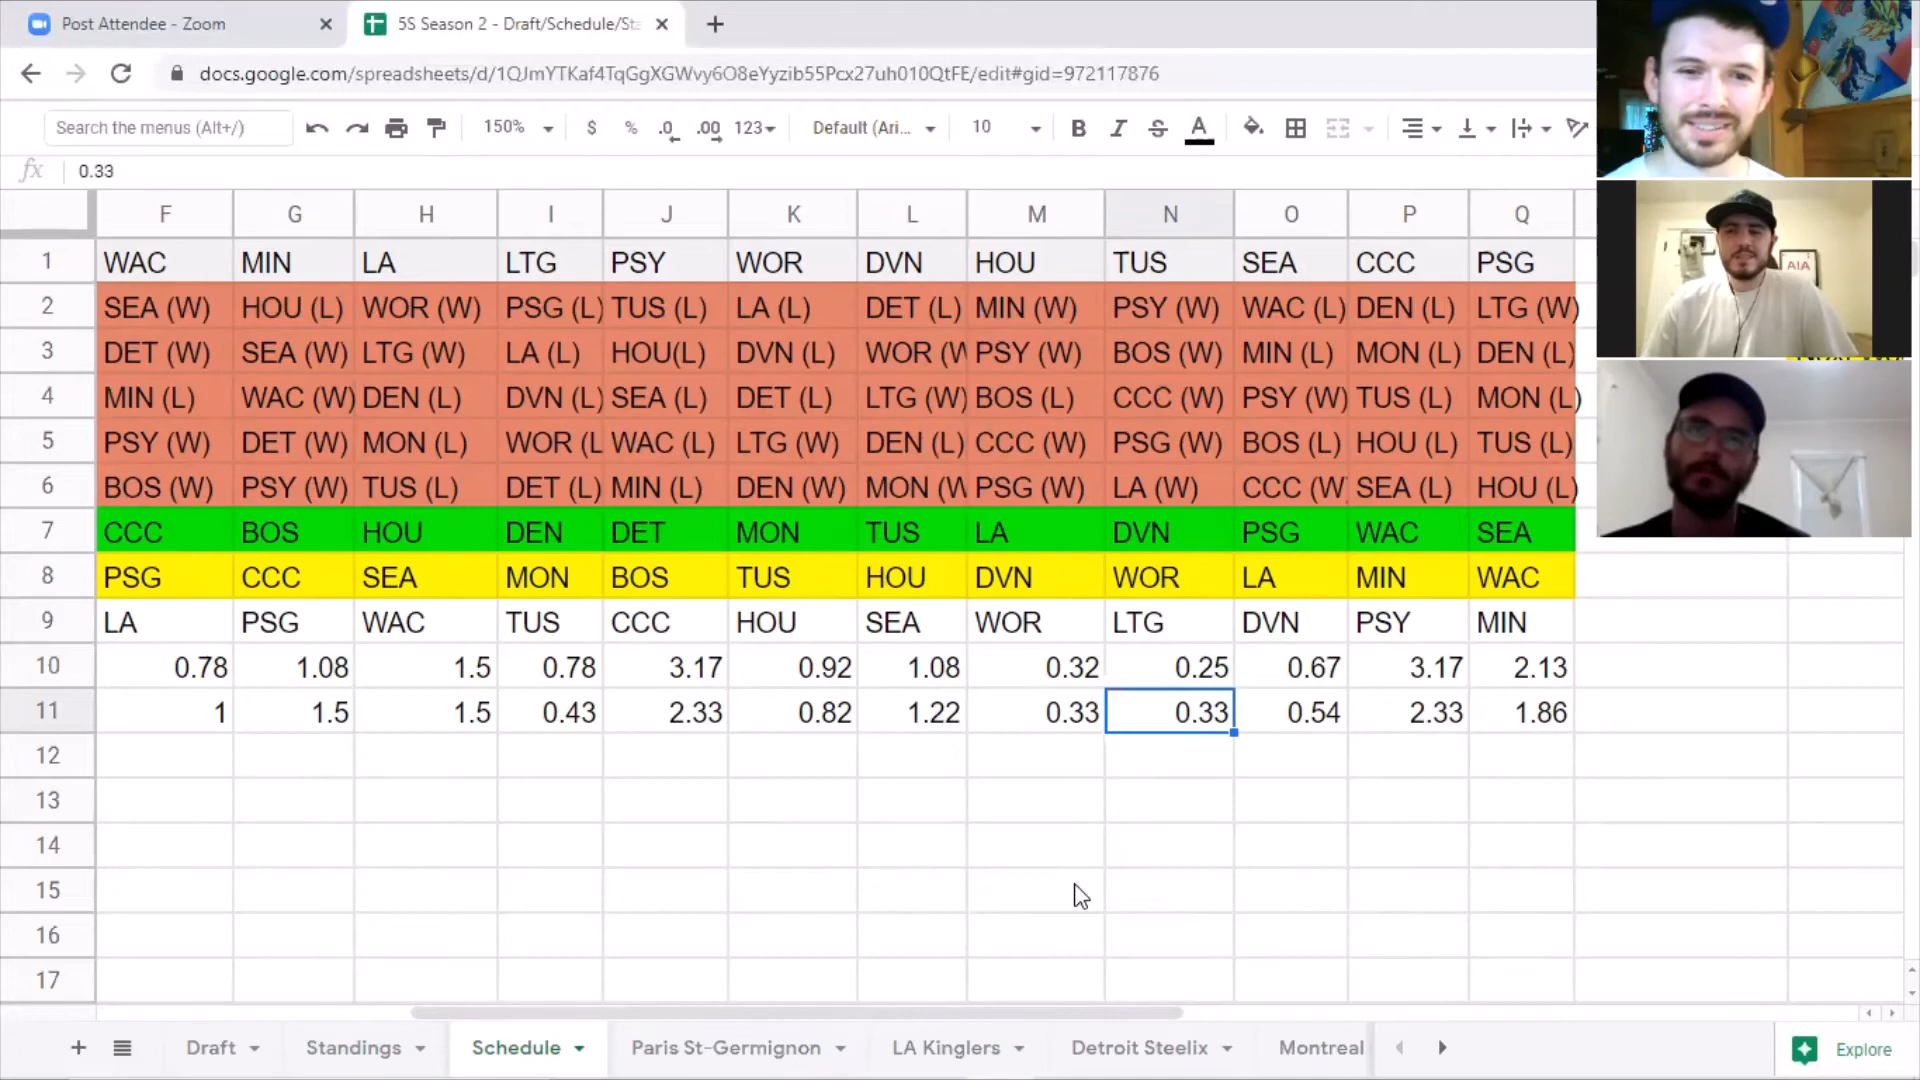 Post Attendee - Zoom
5S Season 2 - Draft/Schedule/Sta
docs.google.com/spreadsheets/d/1QJmYTKaf4TqGgXGWvy6O8eYyzib55Pcx27uh010QtFE/edit#gid=972117876
Search the menus (Alt+/) 150% $ % .0 .00 123 Default (Ari... 10 B I S A
fx 0.33
F G H I J K L M N O P Q
1 WAC MIN LA LTG PSY WOR DVN HOU TUS SEA CCC PSG
2 SEA (W) HOU (L) WOR (W) PSG (L) TUS (L) LA (L) DET (L) MIN (W) PSY (W) WAC (L) DEN (L) LTG (W)
3 DET (W) SEA (W) LTG (W) LA (L) HOU(L) DVN (L) WOR (W PSY (W) BOS (W) MIN (L) MON (L) DEN (L)
4 MIN (L) WAC (W) DEN (L) DVN (L) SEA (L) DET (L) LTG (W) BOS (L) CCC (W) PSY (W) TUS (L) MON (L)
5 PSY (W) DET (W) MON (L) WOR (L WAC (L) LTG (W) DEN (L) CCC (W) PSG (W) BOS (L) HOU (L) TUS (L)
6 BOS (W) PSY (W) TUS (L) DET (L) MIN (L) DEN (W) MON (W PSG (W) LA (W) CCC (W SEA (L) HOU (L)
7 CCC BOS HOU DEN DET MON TUS LA DVN PSG WAC SEA
8 PSG CCC SEA MON BOS TUS HOU DVN WOR LA MIN WAC
9 LA PSG WAC TUS CCC HOU SEA WOR LTG DVN PSY MIN
10 0.78 1.08 1.5 0.78 3.17 0.92 1.08 0.32 0.25 0.67 3.17 2.13
11 1 1.5 1.5 0.43 2.33 0.82 1.22 0.33 0.33 0.54 2.33 1.86
12
13
14
15
16
17
Draft Standings Schedule Paris St-Germignon LA Kinglers Detroit Steelix Montreal Explore
AIA